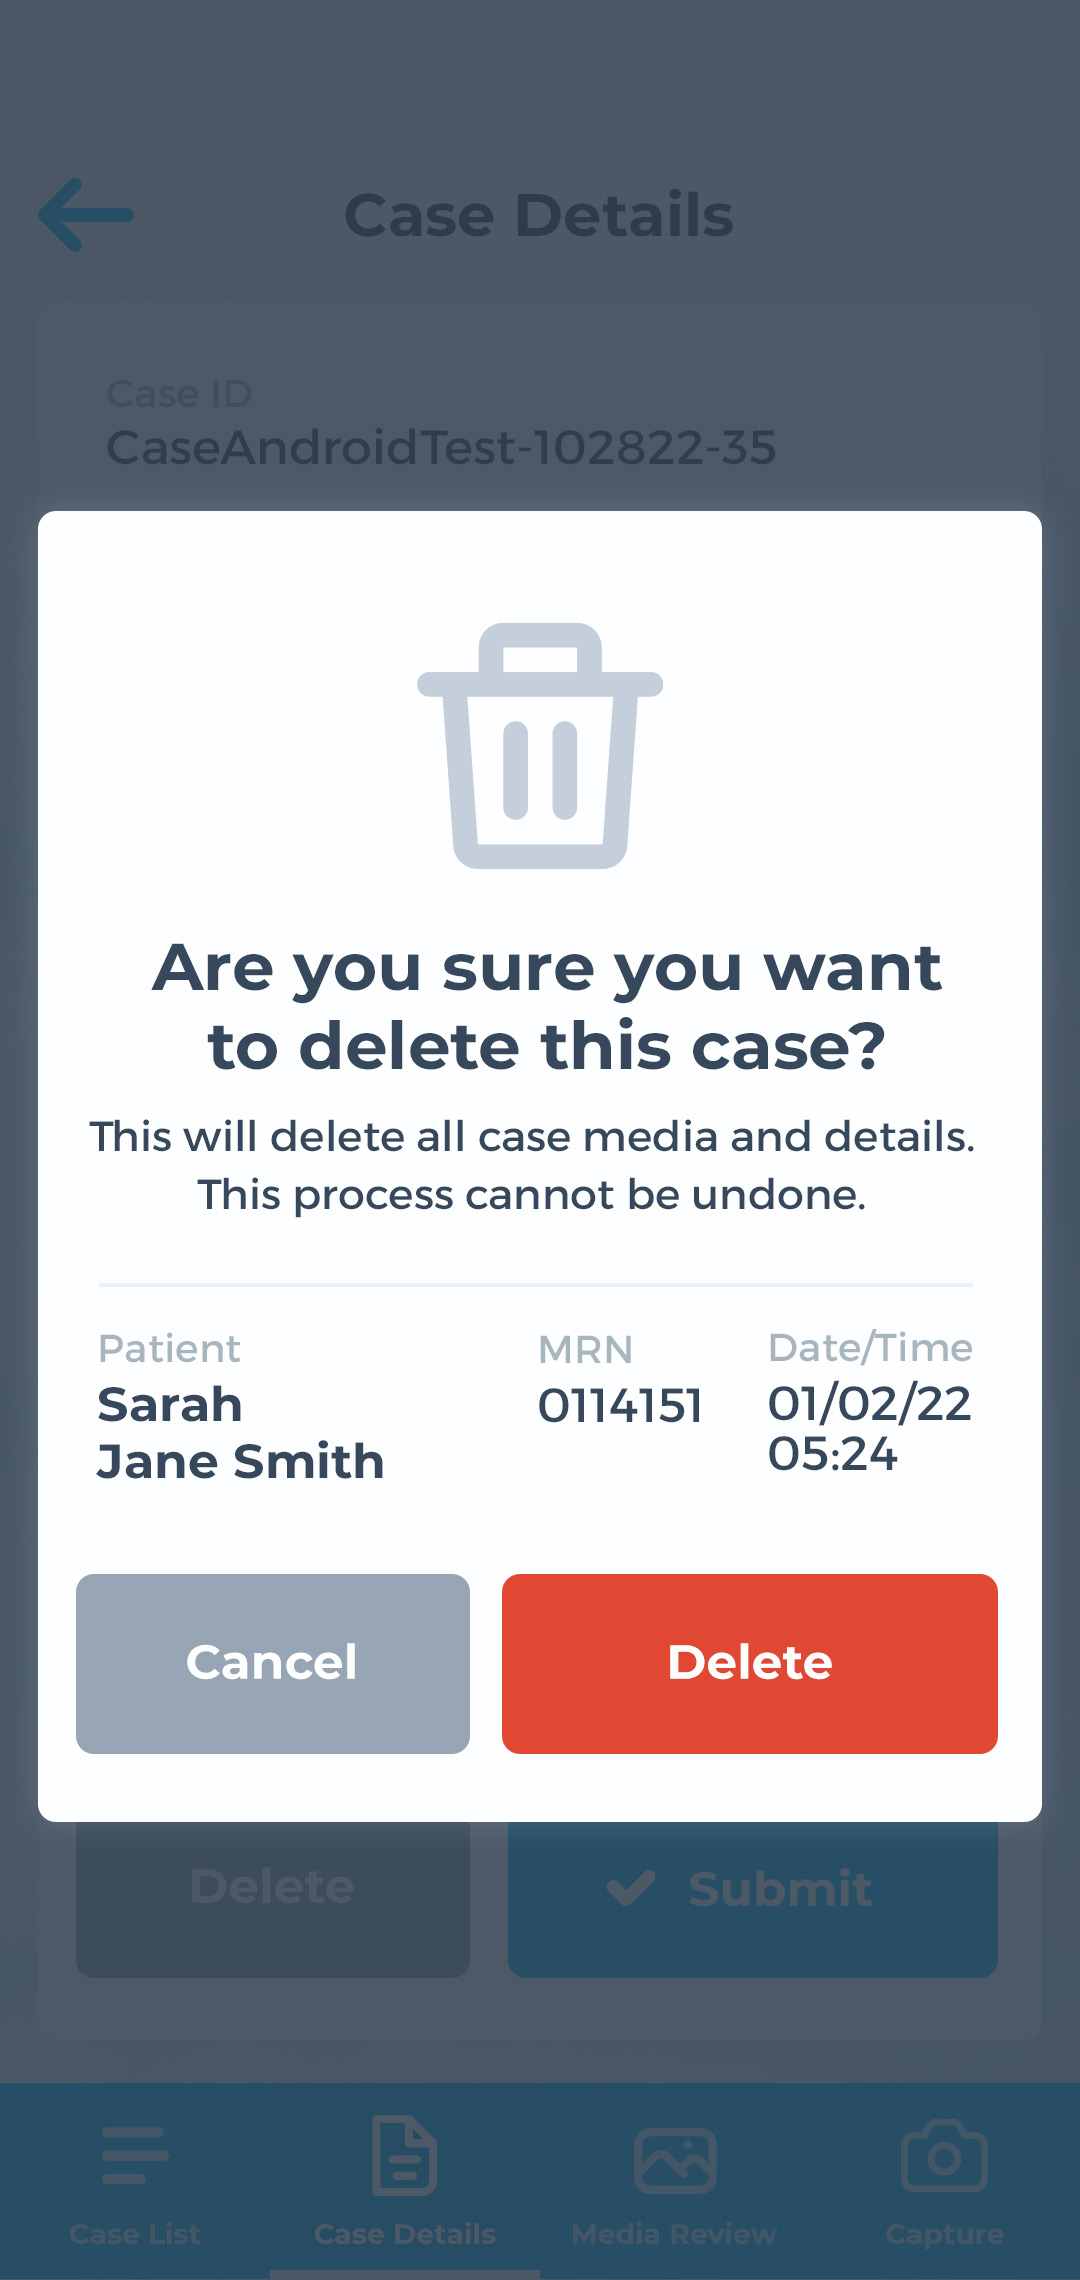 Case Details
Case ID
CaseAndroidTest-102822-35
Are you sure you want
to delete this case?
This will delete all case media and details.
This process cannot be undone.
Patient
Sarah
Jane Smith
MRN
0114151
Date/Time
01/02/22
05:24
Cancel
Delete
Delete
Submit
Case List
Case Details
Media Review
Capture